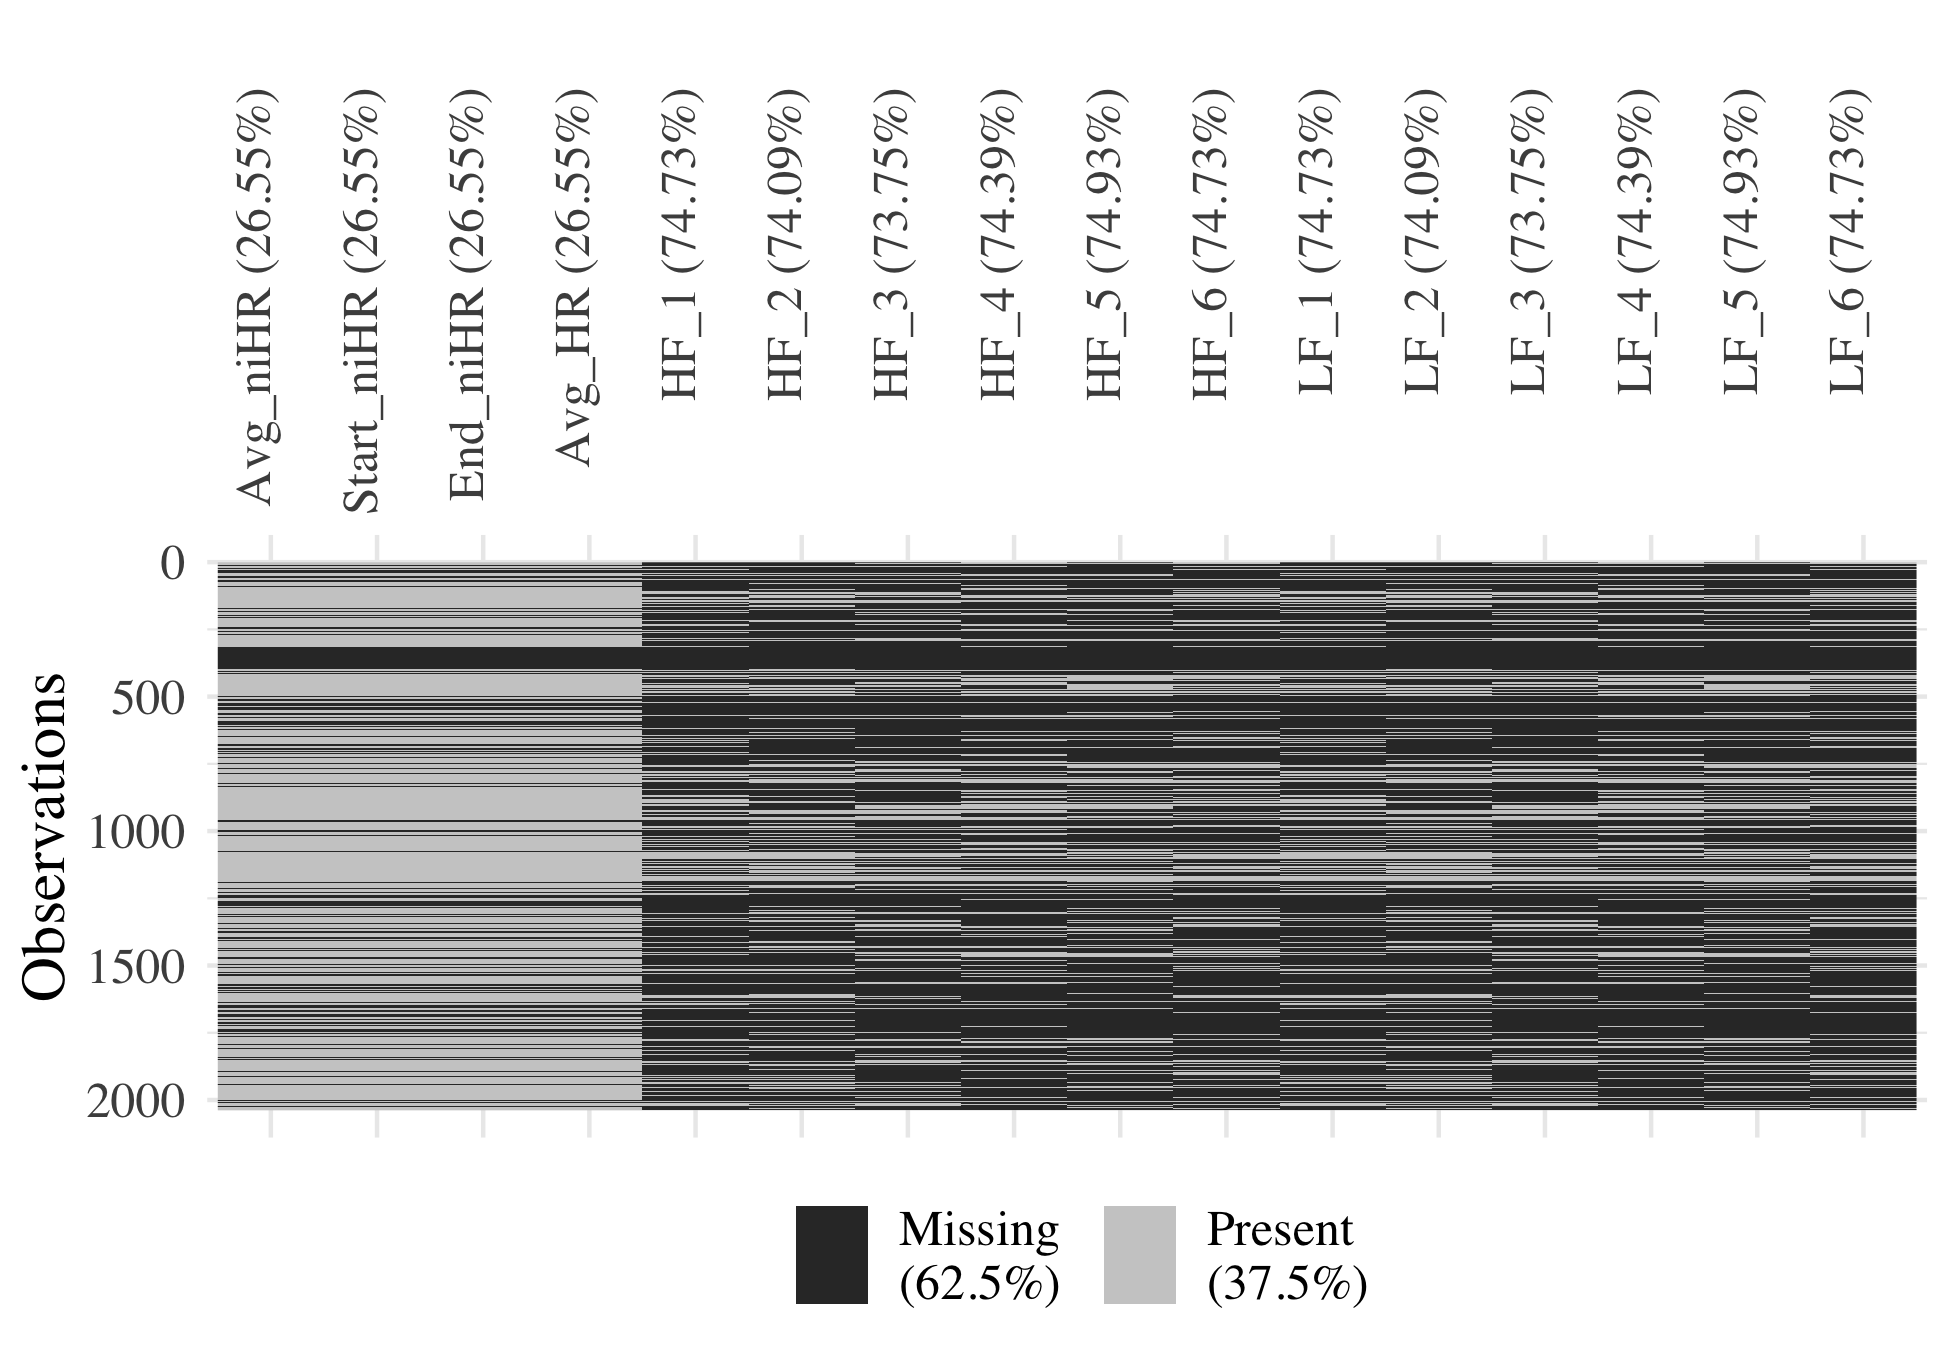 Avg_niHR (26.55%)
Start_niHR (26.55%)
End_niHR (26.55%)
Avg_HR (26.55%)
HF_1 (74.73%)
HF_2 (74.09%)
HF_3 (73.75%)
HF_4 (74.39%)
HF_5 (74.93%)
HF_6 (74.73%)
LF_1 (74.73%)
LF_2 (74.09%)
LF_3 (73.75%)
LF_4 (74.39%)
LF_5 (74.93%)
LF_6 (74.73%)
Observations
0
500
1000
1500
2000
Missing
(62.5%)
Present
(37.5%)